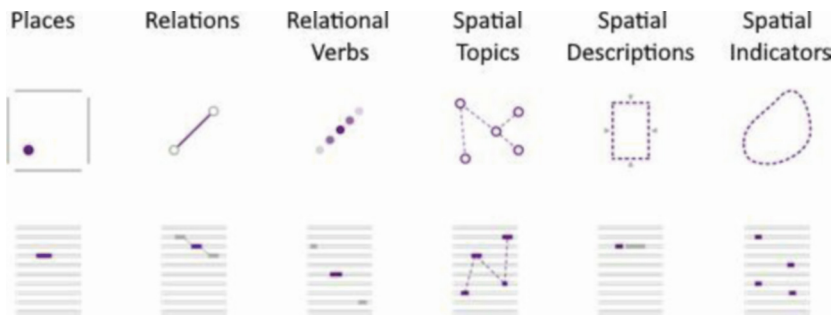 Places
Relations
Relational
Verbs
Spatial
Topics
Spatial
Descriptions
Spatial
Indicators